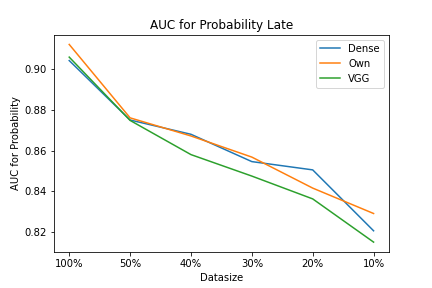 AUC for Probability Late
Dense
Own
VGG
AUC for Probability
0.90
0.88
0.86
0.84
0.82
100% 50% 40% 30% 20% 10%
Datasize